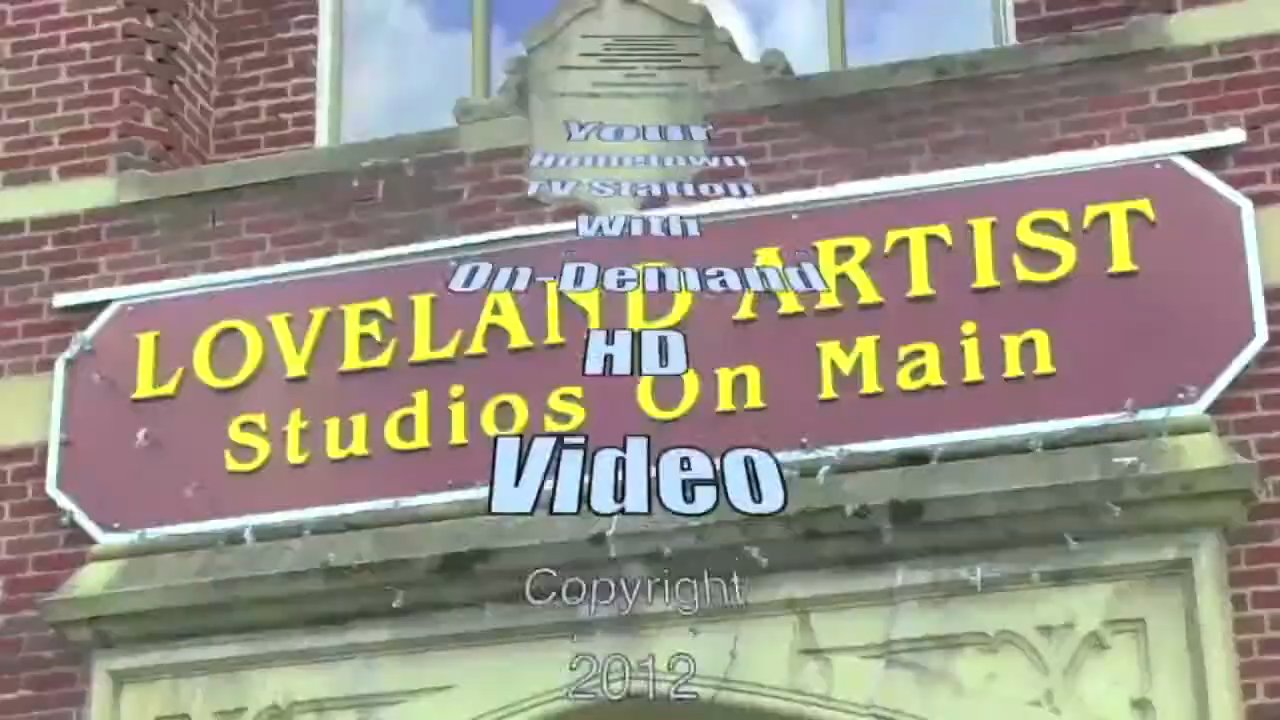 Your
Hometown
TV Station
With
On-Demand
HD
Video
LOVELAND ARTIST
Studios On Main
Copyright
2012